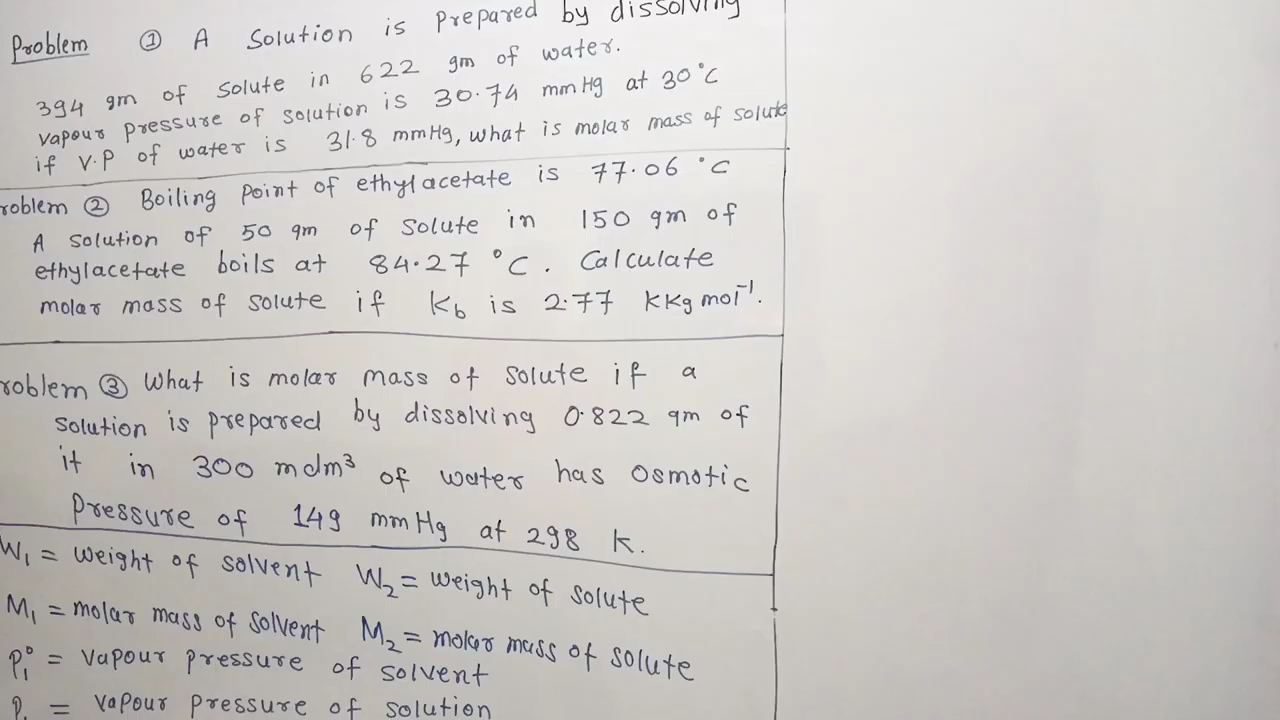 Problem ① A Solution is prepared by dissolving
394 gm of solute in 622 gm of water.
vapour pressure of solution is 30.74 mmHg at 30°C
if V.P of water is 31.8 mmHg, what is molar mass of solute
roblem ② Boiling point of ethylacetate is 77.06 °C
A solution of 50 gm of solute in 150 gm of
ethylacetate boils at 84.27 °C. Calculate
molar mass of solute if Kb is 2.77 KKg mol⁻¹.
roblem ③ What is molar mass of solute if a
solution is prepared by dissolving 0.822 gm of
it in 300 mdm³ of water has osmotic
Pressure of 149 mmHg at 298 K.
W₁ = weight of solvent W₂ = weight of solute
M₁ = molar mass of solvent M₂ = molar mass of solute
P₁° = vapour pressure of solvent
P₁ = vapour pressure of solution